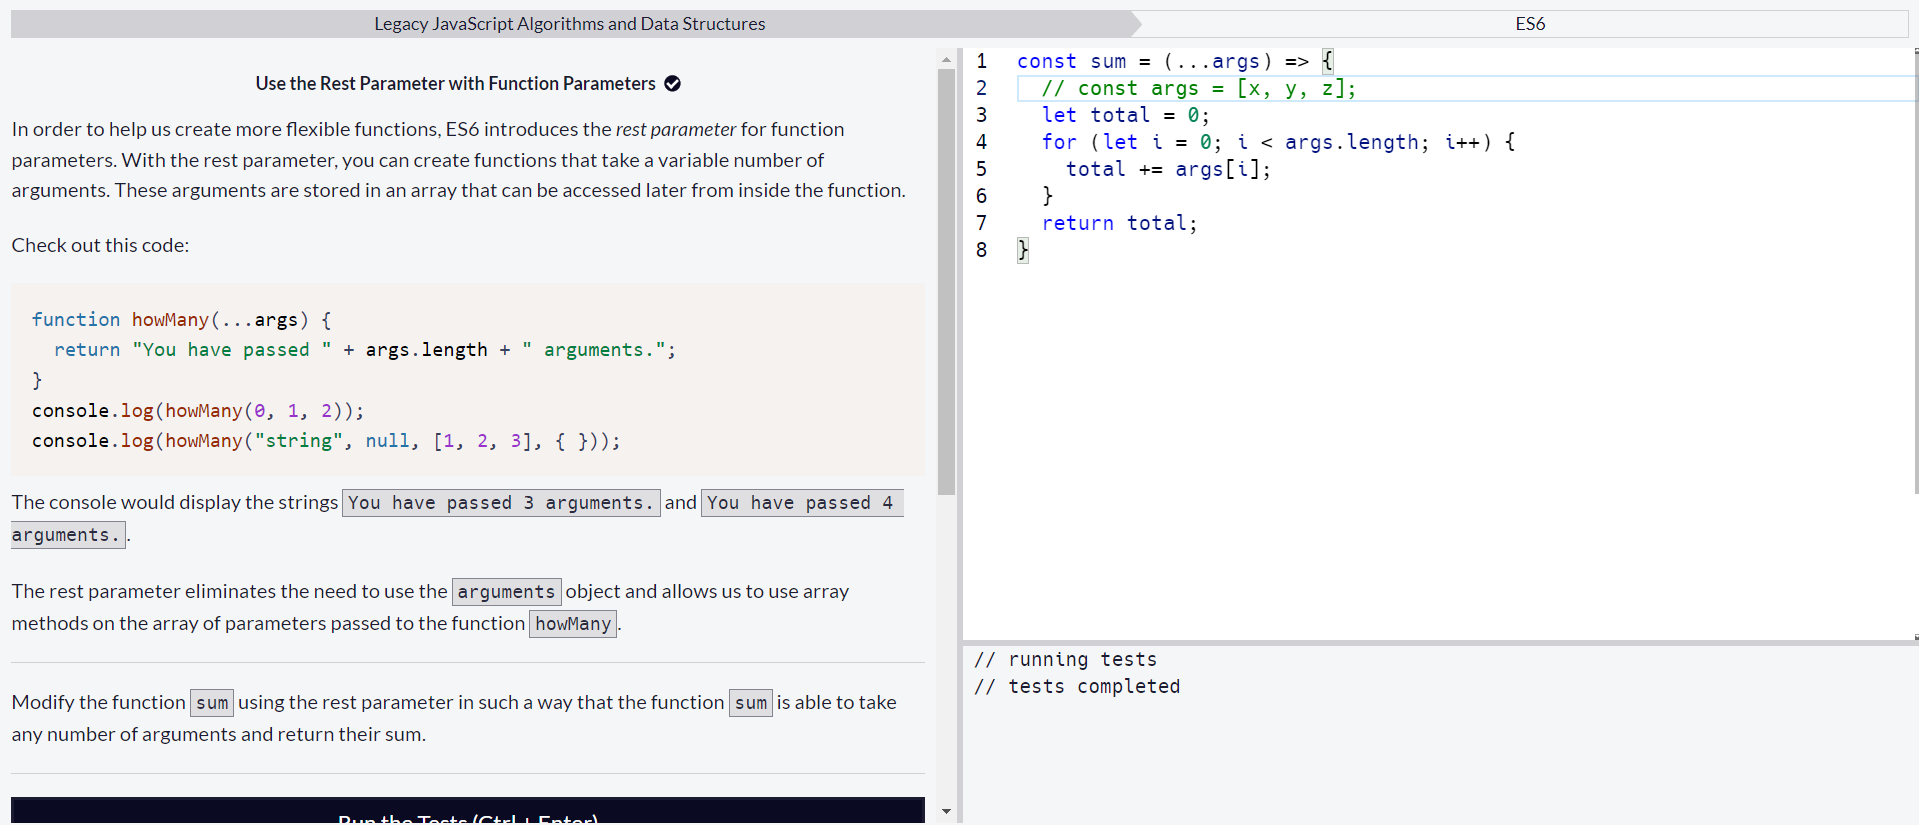 Legacy JavaScript Algorithms and Data Structures
ES6
Use the Rest Parameter with Function Parameters
In order to help us create more flexible functions, ES6 introduces the rest parameter for function
parameters. With the rest parameter, you can create functions that take a variable number of
arguments. These arguments are stored in an array that can be accessed later from inside the function.
Check out this code:
function howMany(...args) {
  return "You have passed " + args.length + " arguments.";
}
console.log(howMany(0, 1, 2));
console.log(howMany("string", null, [1, 2, 3], { }));
The console would display the strings You have passed 3 arguments. and You have passed 4
arguments..
The rest parameter eliminates the need to use the arguments object and allows us to use array
methods on the array of parameters passed to the function howMany.
Modify the function sum using the rest parameter in such a way that the function sum is able to take
any number of arguments and return their sum.
Run the Tests (Ctrl + Enter)
1 const sum = (...args) => {
2   // const args = [x, y, z];
3   let total = 0;
4   for (let i = 0; i < args.length; i++) {
5     total += args[i];
6   }
7   return total;
8 }
// running tests
// tests completed